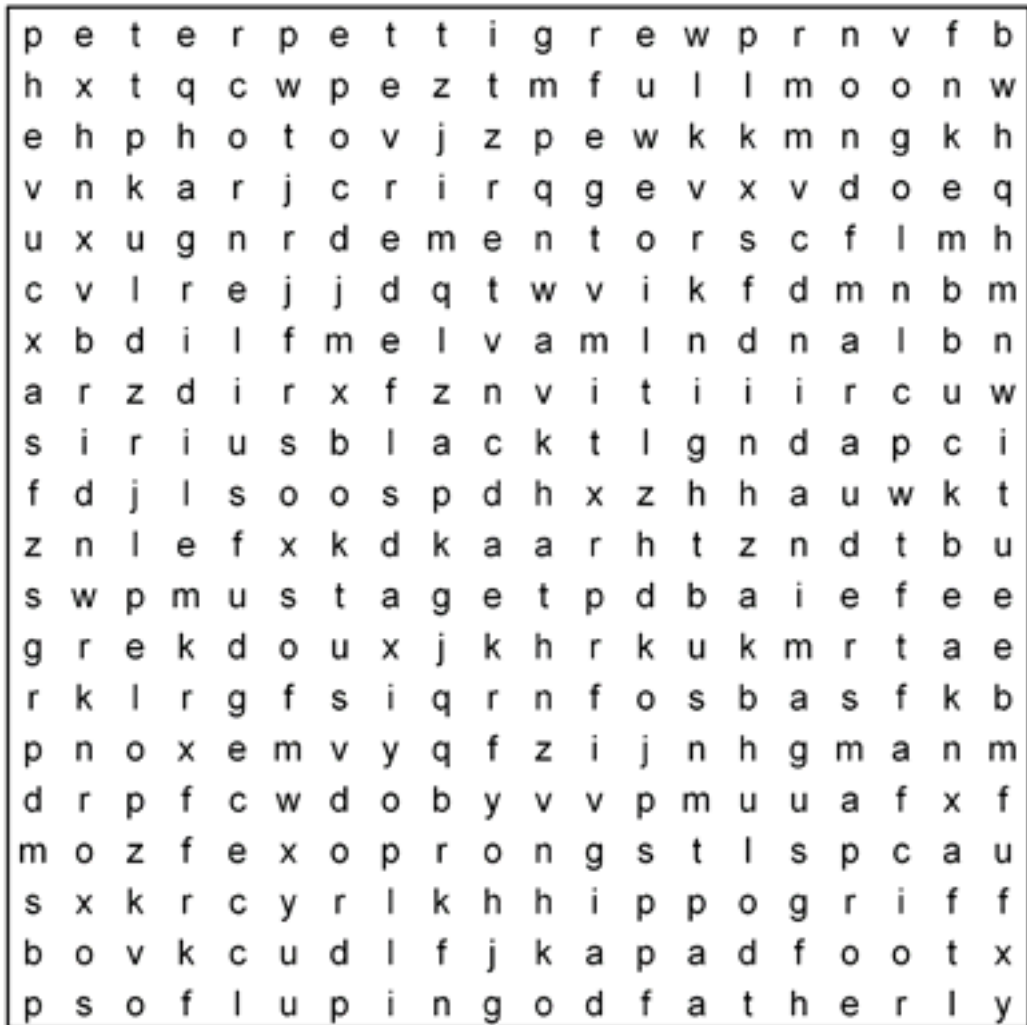 p e t e r p e t t i g r e w p r n v f b
h x t q c w p e z t m f u l l m o o n w
e h p h o t o v j z p e w k k m n g k h
v n k a r j c r i r q g e v x v d o e q
u x u g n r d e m e n t o r s c f l m h
c v l r e j j d q t w v i k f d m n b m
x b d i l f m e l v a m l n d n a l b n
a r z d i r x f z n v i t i i i r c u w
s i r i u s b l a c k t l g n d a p c i
f d j l s o o s p d h x z h h a u w k t
z n l e f x k d k a a r h t z n d t b u
s w p m u s t a g e t p d b a i e f e e
g r e k d o u x j k h r k u k m r t a e
r k l r g f s i q r n f o s b a s f k b
p n o x e m v y q f z i j n h g m a n m
d r p f c w d o b y v v p m u u a f x f
m o z f e x o p r o n g s t l s p c a u
s x k r c y r l k h h i p p o g r i f f
b o v k c u d l f j k a p a d f o o t x
p s o f l u p i n g o d f a t h e r l y